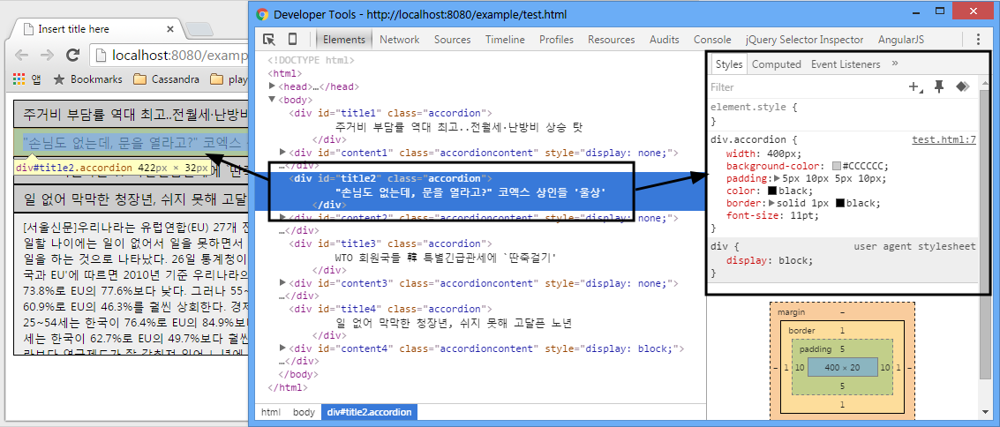 Insert title here
localhost:8080/examp
앱
Bookmarks
Cassandra
play
주거비 부담률 역대 최고..전월세·난방비
"손님도 없는데, 문을 열라고?" 코엑스
div#title2.accordion 422px × 32px
`딴죽
일 없어 막막한 청장년, 쉬지 못해 고달
[서울신문]우리나라는 유럽연합(EU) 27개
일할 나이에는 일이 없어서 일을 못하면서
일을 하는 것으로 나타났다. 26일 통계청이
국과 EU'에 따르면 2010년 기준 우리나라의
73.8%로 EU의 77.6%보다 낮다. 그러나 55~
60.9%로 EU의 46.3%를 훨씬 상회한다. 경제
25~54세는 한국이 76.4%로 EU의 84.9%보다
세는 한국이 62.7%로 EU의 49.7%보다 훨씬
Developer Tools - http://localhost:8080/example/test.html
Elements
Network
Sources
Timeline
Profiles
Resources
Audits
Console
jQuery Selector Inspector
AngularJS
<!DOCTYPE html>
<html>
<head>…</head>
<body>
<div id="title1" class="accordion">
주거비 부담률 역대 최고..전월세·난방비 상승 탓
</div>
<div id="content1" class="accordioncontent" style="display: none;">
…</div>
<div id="title2" class="accordion">
"손님도 없는데, 문을 열라고?" 코엑스 상인들 '울상'
</div>
<div id="content2" class="accordioncontent" style="display: none;">
…</div>
<div id="title3" class="accordion">
WTO 회원국들 韓 특별긴급관세에 `딴죽걸기'
</div>
<div id="content3" class="accordioncontent" style="display: none;">
…</div>
<div id="title4" class="accordion">
일 없어 막막한 청장년, 쉬지 못해 고달픈 노년
</div>
<div id="content4" class="accordioncontent" style="display: block;">
…</div>
</body>
</html>
html
body
div#title2.accordion
Styles
Computed
Event Listeners
»
Filter
element.style {
}
div.accordion {
test.html:7
width: 400px;
background-color: #CCCCCC;
padding: 5px 10px 5px 10px;
color: black;
border: solid 1px black;
font-size: 11pt;
}
div {
user agent stylesheet
display: block;
}
margin
–
border
1
padding
5
– 1 10 400 × 20 10 1 –
5
1